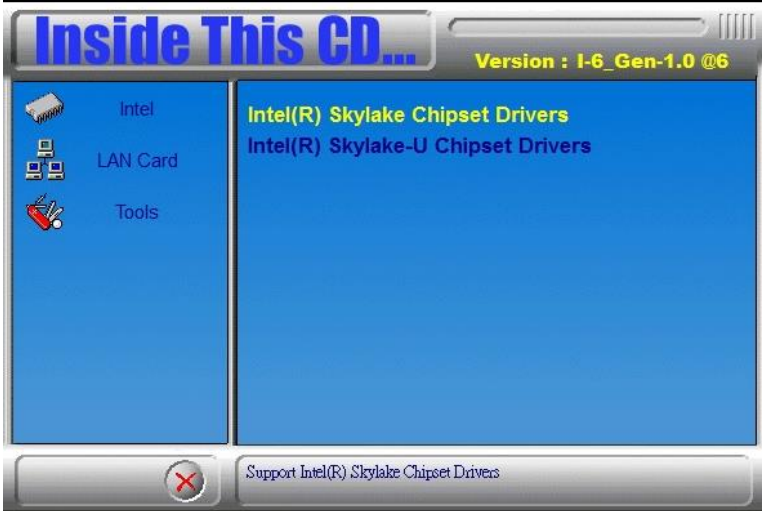 Inside This CD...
Version : I-6_Gen-1.0 @6
Intel
LAN Card
Tools
Intel(R) Skylake Chipset Drivers
Intel(R) Skylake-U Chipset Drivers
Support Intel(R) Skylake Chipset Drivers